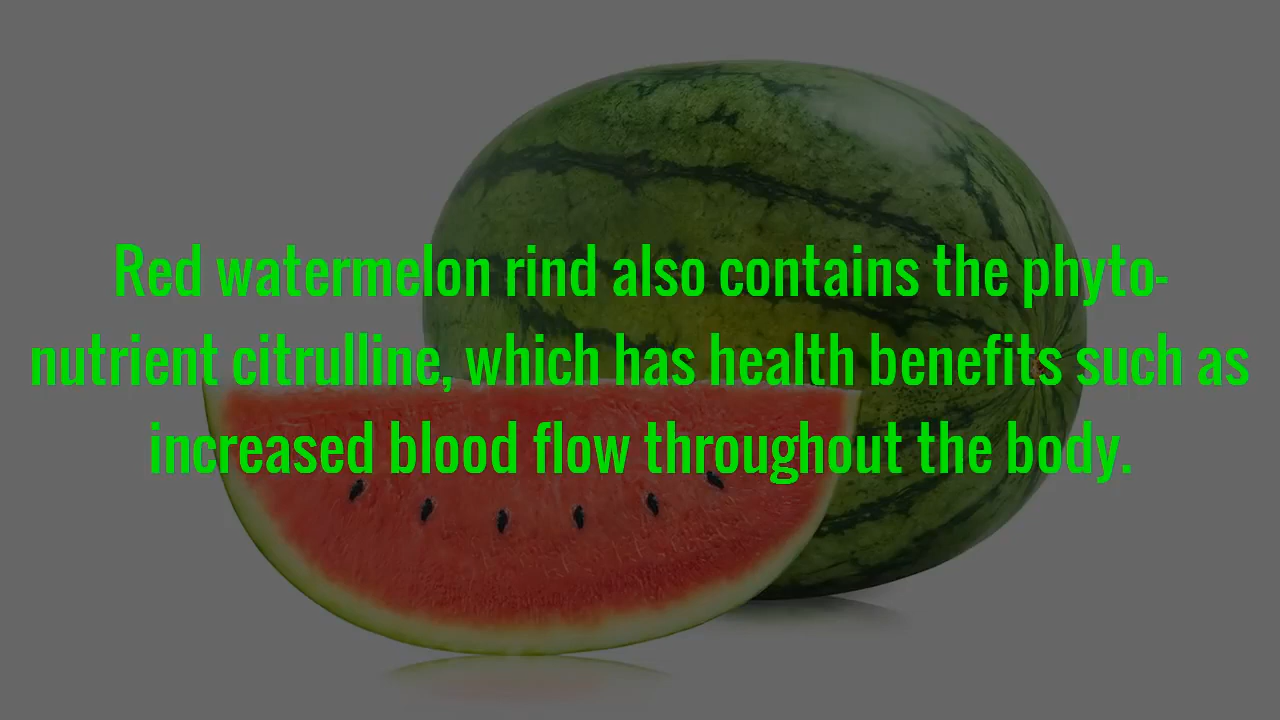 Red watermelon rind also contains the phyto-
nutrient citrulline, which has health benefits such as
increased blood flow throughout the body.